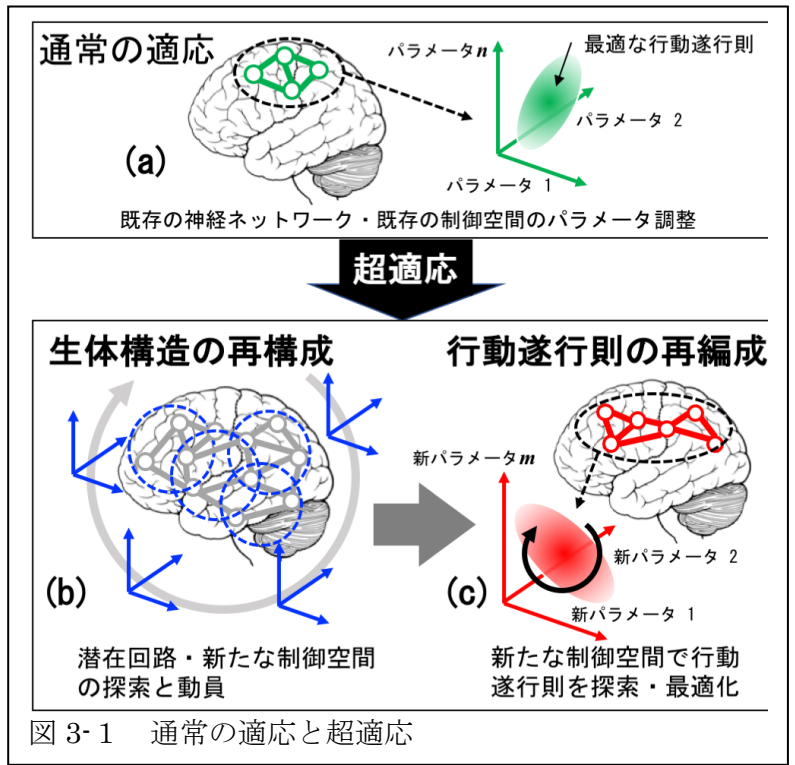 通常の適応
パラメータn
最適な行動遂行則
パラメータ 2
(a)
パラメータ 1
既存の神経ネットワーク・既存の制御空間のパラメータ調整
超適応
生体構造の再構成
行動遂行則の再編成
新パラメータm
新パラメータ 2
(b)
(c)
新パラメータ 1
潜在回路・新たな制御空間
の探索と動員
新たな制御空間で行動
遂行則を探索・最適化
図 3-1 通常の適応と超適応